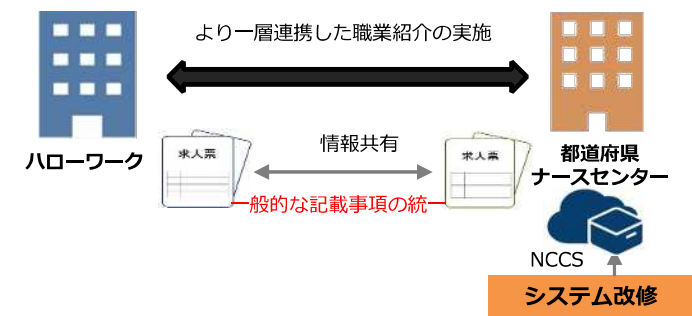 より一層連携した職業紹介の実施
ハローワーク
求人票
情報共有
求人票
都道府県
ナースセンター
一般的な記載事項の統一
NCCS
システム改修